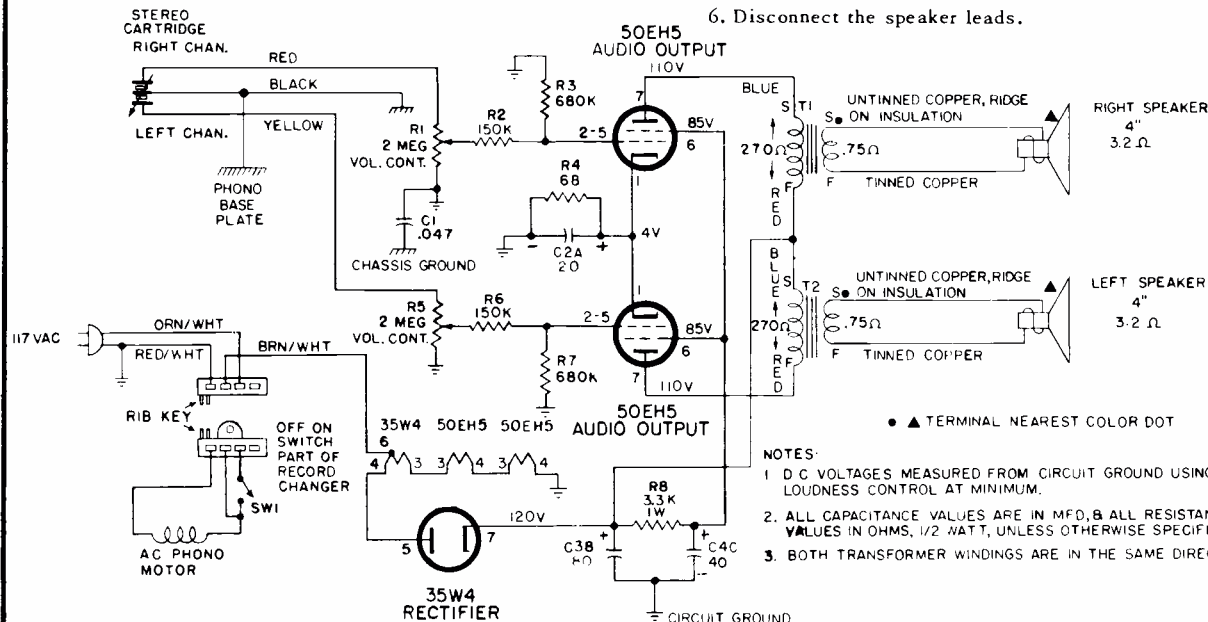 6. Disconnect the speaker leads.
STEREO
CARTRIDGE
RIGHT CHAN.
RED
BLACK
LEFT CHAN.
YELLOW
PHONO
BASE
PLATE
R1
2 MEG
VOL. CONT.
C1
.047
CHASSIS GROUND
R2
150K
R3
680K
50EH5
AUDIO OUTPUT
110V
7
2-5
85V
6
1
R4
68
-
C2A
20
+
4V
BLUE
S
T1
270Ω
F
RED
S
UNTINNED COPPER, RIDGE
ON INSULATION
.75Ω
F
TINNED COPPER
RIGHT SPEAKER
4"
3.2 Ω
R5
2 MEG
VOL. CONT.
R6
150K
R7
680K
1
2-5
85V
6
7
110V
50EH5
AUDIO OUTPUT
BLUE
S
T2
270Ω
F
RED
S
UNTINNED COPPER, RIDGE
ON INSULATION
.75Ω
F
TINNED COPPER
LEFT SPEAKER
4"
3.2 Ω
117 VAC
ORN/WHT
RED/WHT
BRN/WHT
RIB KEY
OFF ON
SWITCH
PART OF
RECORD
CHANGER
SW1
AC PHONO
MOTOR
35W4 50EH5 50EH5
6
4 3 3 4 3 4
5
7
120V
35W4
RECTIFIER
R8
3.3K
1W
+
C3B
80
+
C4C
40
-
CIRCUIT GROUND
● ▲ TERMINAL NEAREST COLOR DOT
NOTES:
1 D C VOLTAGES MEASURED FROM CIRCUIT GROUND USING
LOUDNESS CONTROL AT MINIMUM.
2. ALL CAPACITANCE VALUES ARE IN MFD, & ALL RESISTAN
VALUES IN OHMS, 1/2 WATT, UNLESS OTHERWISE SPECIF
3. BOTH TRANSFORMER WINDINGS ARE IN THE SAME DIRE